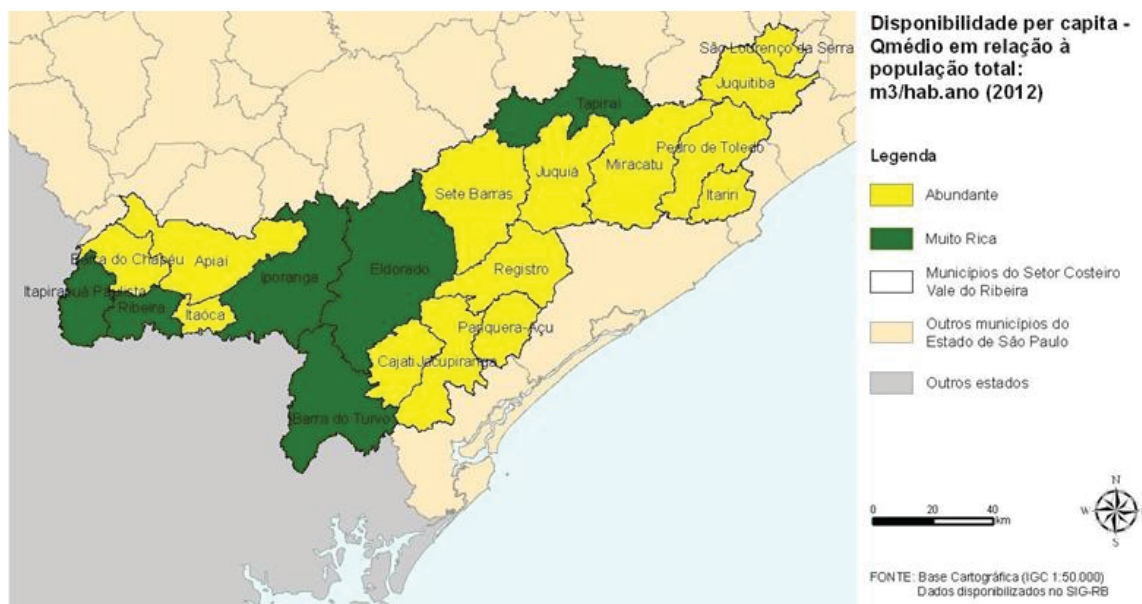 Disponibilidade per capita -
Qmédio em relação à
população total:
m3/hab.ano (2012)
Legenda
Abundante
Muito Rica
Municípios do Setor Costeiro
Vale do Ribeira
Outros municípios do
Estado de São Paulo
Outros estados
São Lourenço da Serra
Juquitiba
Tapiraí
Pedro de Toledo
Miracatu
Juquiá
Itariri
Sete Barras
Registro
Eldorado
Iporanga
Apiaí
Barra do Chapéu
Itapirapuã Paulista
Ribeira
Itaóca
Pariquera-Açu
Cajati
Jacupiranga
Barra do Turvo
0 20 40
km
N
W
E
S
FONTE: Base Cartográfica (IGC 1:50.000)
Dados disponibilizados no SIG-RB